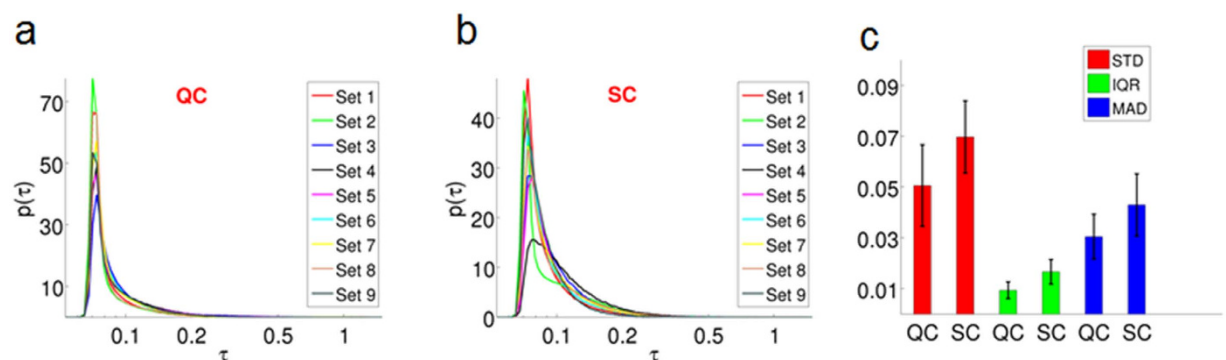 a
QC
p(τ)
70
50
30
10
0.1
0.2
0.5
1
τ
Set 1
Set 2
Set 3
Set 4
Set 5
Set 6
Set 7
Set 8
Set 9
b
SC
p(τ)
40
30
20
10
0
0.1
0.2
0.5
1
τ
Set 1
Set 2
Set 3
Set 4
Set 5
Set 6
Set 7
Set 8
Set 9
c
STD
IQR
MAD
0.09
0.07
0.05
0.03
0.01
QC SC QC SC QC SC